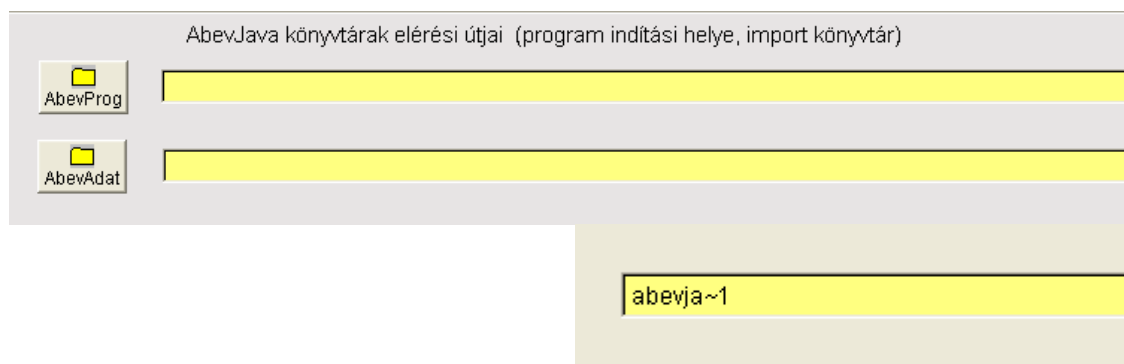 AbevJava könyvtárak elérési útjai (program indítási helye, import könyvtár)
AbevProg
AbevAdat
abevja~1